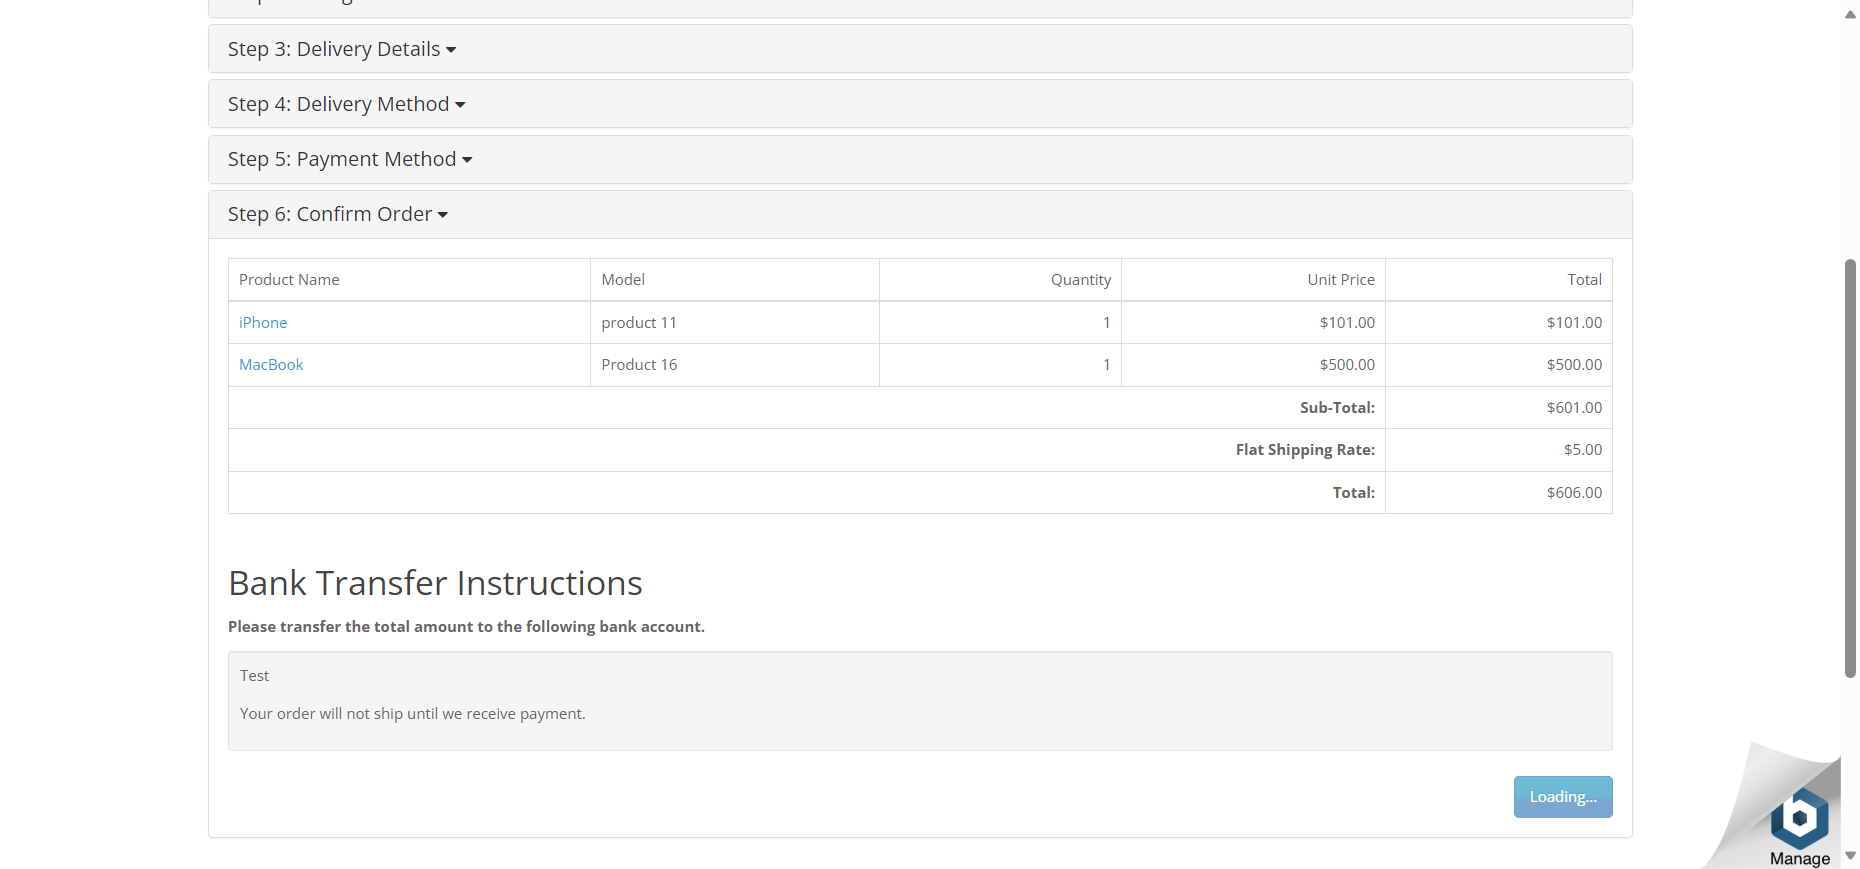 Step 3: Delivery Details
Step 4: Delivery Method
Step 5: Payment Method
Step 6: Confirm Order
Product Name Model Quantity Unit Price Total
iPhone product 11 1 $101.00 $101.00
MacBook Product 16 1 $500.00 $500.00
Sub-Total: $601.00
Flat Shipping Rate: $5.00
Total: $606.00
Bank Transfer Instructions
Please transfer the total amount to the following bank account.
Test
Your order will not ship until we receive payment.
Loading...
Manage